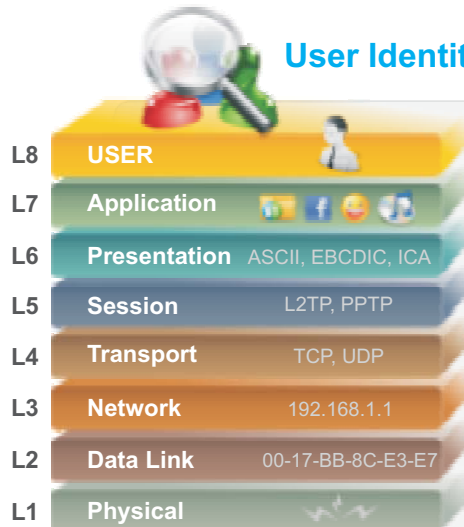 User Identit
L8 USER
L7 Application
L6 Presentation ASCII, EBCDIC, ICA
L5 Session L2TP, PPTP
L4 Transport TCP, UDP
L3 Network 192.168.1.1
L2 Data Link 00-17-BB-8C-E3-E7
L1 Physical